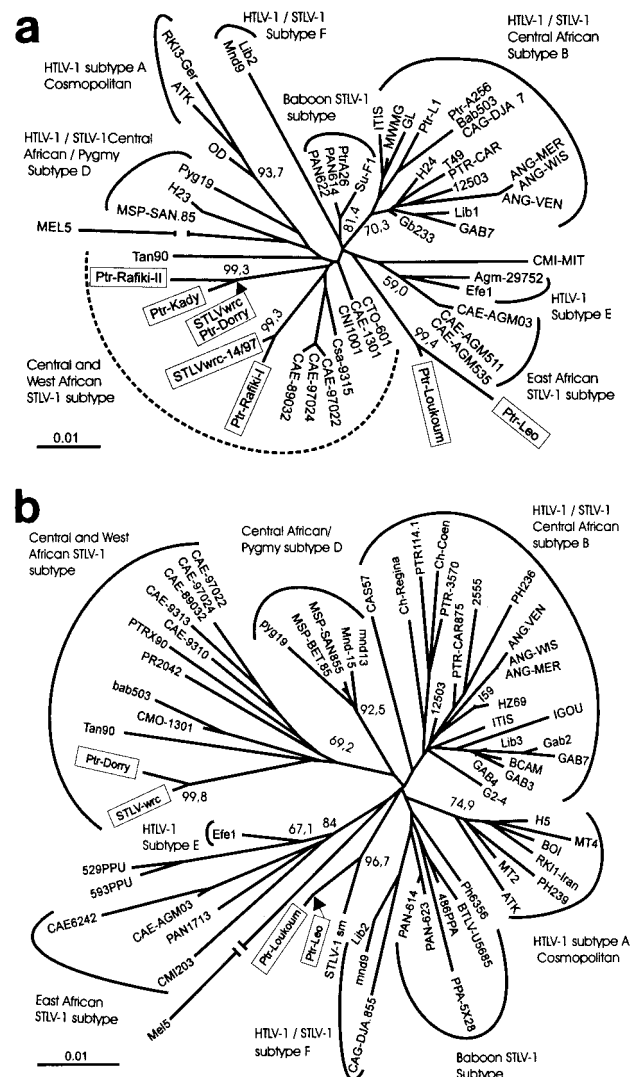 a
HTLV-1 / STLV-1
Subtype F
HTLV-1 / STLV-1
Central African
Subtype B
HTLV-1 subtype A
Cosmopolitan
RKI3-Ger
ATK
OD
93,7
Lib2
Mnd9
Baboon STLV-1
subtype
PtrA26
PAN614
PAN622
Su-F1
81,4
ITIS
MWMG
GL
Ptr-L1
Ptr-A256
Bab503
CAG-DJA 7
H24
T49
PTR-CAR
12503
ANG-MER
ANG-WIS
ANG-VEN
Lib1
GAB7
Gb233
70,3
HTLV-1 / STLV-1Central
African / Pygmy
Subtype D
Pyg19
H23
MSP-SAN.85
MEL5
Tan90
Ptr-Rafiki-II
99,3
Ptr-Kady
STLVwrc
Ptr-Dorry
STLVwrc-14/97
99,3
Ptr-Rafiki-I
Central and
West African
STLV-1 subtype
CAE-89032
CAE-97024
CAE-97022
Csa-9315
CNI1001
CAE-1301
CTO-601
CMI-MIT
59,0
Agm-29752
Efe1
HTLV-1
Subtype E
CAE-AGM03
CAE-AGM511
CAE-AGM535
East African
STLV-1 subtype
99,4
Ptr-Loukoum
Ptr-Leo
0.01
b
Central and West
African STLV-1
subtype
CAE-97022
CAE-97024
CAE-89032
CAE-9313
CAE-9310
PTRX90
PR2042
bab503
CMO-1301
Tan90
Ptr-Dorry
STLV-wrc
99,8
69,2
Central African/
Pygmy subtype D
pyg19
MSP-BET.85
MSP-SAN855
Mnd-15
mnd13
92,5
HTLV-1 / STLV-1
Central African
subtype B
CAS57
Ch-Regina
PTR114.1
Ch-Coen
PTR-3570
12503
PTR-CAR875
2555
PH236
ANG-VEN
ANG-WIS
ANG-MER
I59
HZ69
ITIS
IGOU
Lib3
Gab2
GAB7
BCAM
GAB3
GAB4
G2-4
74,9
H5
MT4
BOI
RKI1-Iran
PH239
MT2
ATK
HTLV-1 subtype A
Cosmopolitan
HTLV-1
Subtype E
Efe1
67,1
84
529PPU
593PPU
CAE6242
CAE-AGM03
PAN1713
CMI203
Mel5
East African
STLV-1 subtype
96,7
Ptr-Loukoum
Ptr-Leo
STLV-1 sm
Lib2
mnd9
CAG-DJA.855
HTLV-1 / STLV-1
subtype F
PAN-614
PAN-623
486PPA
PPA-5X28
BTLV-U5685
Ph6356
Baboon STLV-1
Subtype
0.01